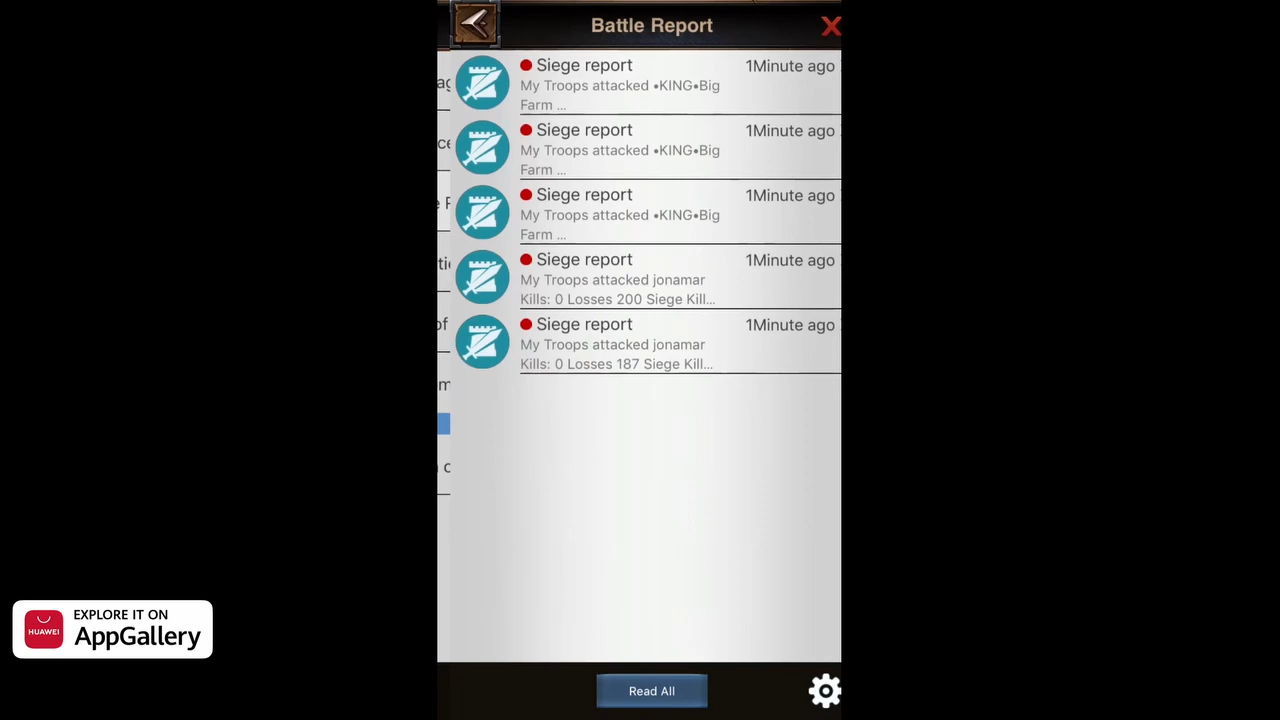 Battle Report
Siege report
1Minute ago
My Troops attacked •KING•Big
Farm ...
Siege report
1Minute ago
My Troops attacked •KING•Big
Farm ...
Siege report
1Minute ago
My Troops attacked •KING•Big
Farm ...
Siege report
1Minute ago
My Troops attacked jonamar
Kills: 0 Losses 200 Siege Kill...
Siege report
1Minute ago
My Troops attacked jonamar
Kills: 0 Losses 187 Siege Kill...
Read All
EXPLORE IT ON
AppGallery
HUAWEI